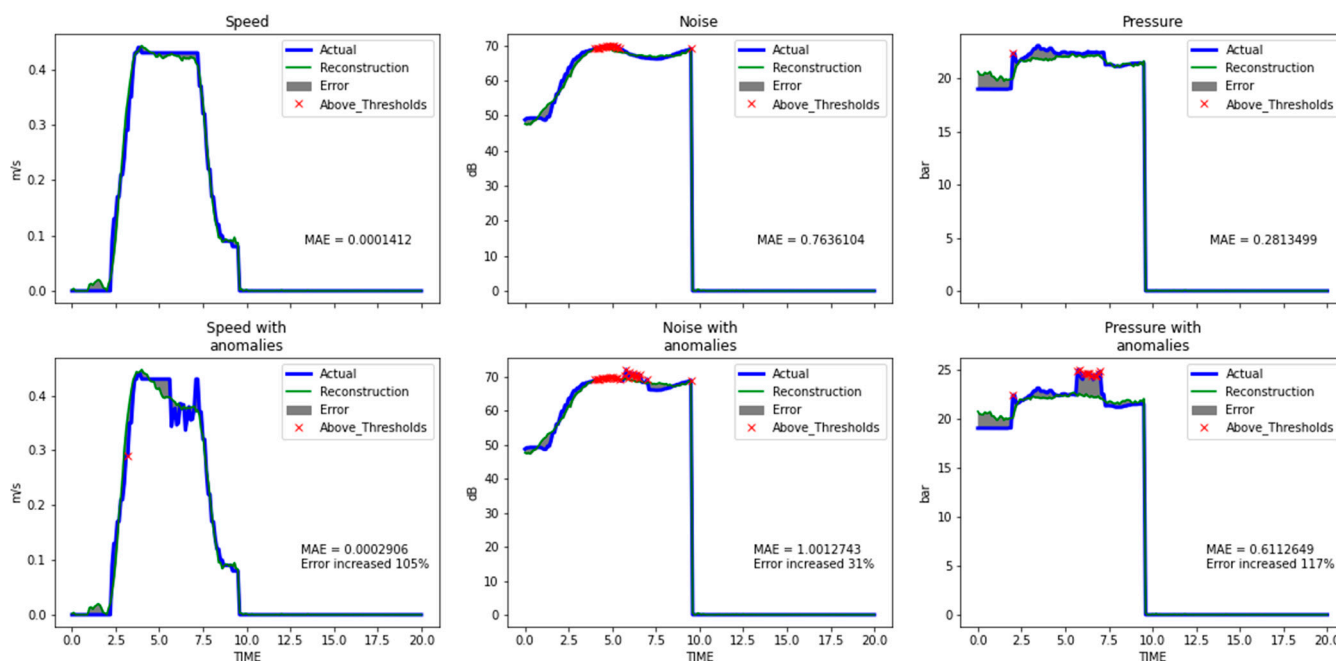 Speed
Noise
Pressure
m/s
0.4
0.3
0.2
0.1
0.0
Actual
Reconstruction
Error
Above_Thresholds
MAE = 0.0001412
dB
70
60
50
40
30
20
10
0
Actual
Reconstruction
Error
Above_Thresholds
MAE = 0.7636104
bar
20
15
10
5
0
Actual
Reconstruction
Error
Above_Thresholds
MAE = 0.2813499
Speed with
anomalies
Noise with
anomalies
Pressure with
anomalies
m/s
0.4
0.3
0.2
0.1
0.0
Actual
Reconstruction
Error
Above_Thresholds
MAE = 0.0002906
Error increased 105%
0.0 2.5 5.0 7.5 10.0 12.5 15.0 17.5 20.0
TIME
dB
70
60
50
40
30
20
10
0
Actual
Reconstruction
Error
Above_Thresholds
MAE = 1.0012743
Error increased 31%
0.0 2.5 5.0 7.5 10.0 12.5 15.0 17.5 20.0
TIME
bar
25
20
15
10
5
0
Actual
Reconstruction
Error
Above_Thresholds
MAE = 0.6112649
Error increased 117%
0.0 2.5 5.0 7.5 10.0 12.5 15.0 17.5 20.0
TIME